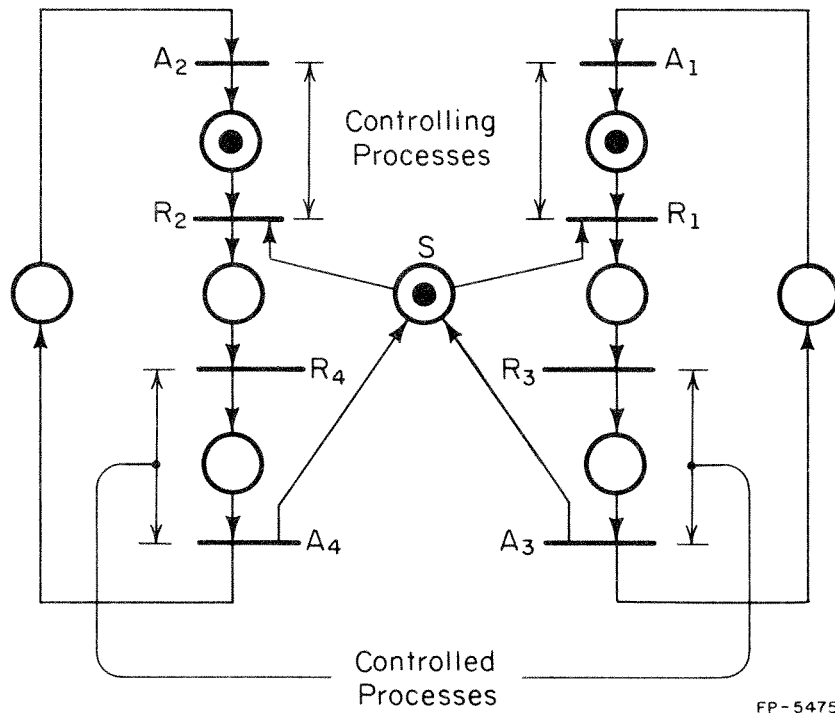 A₂
A₁
Controlling
Processes
R₂
R₁
S
R₄
R₃
A₄
A₃
Controlled
Processes
FP-5475